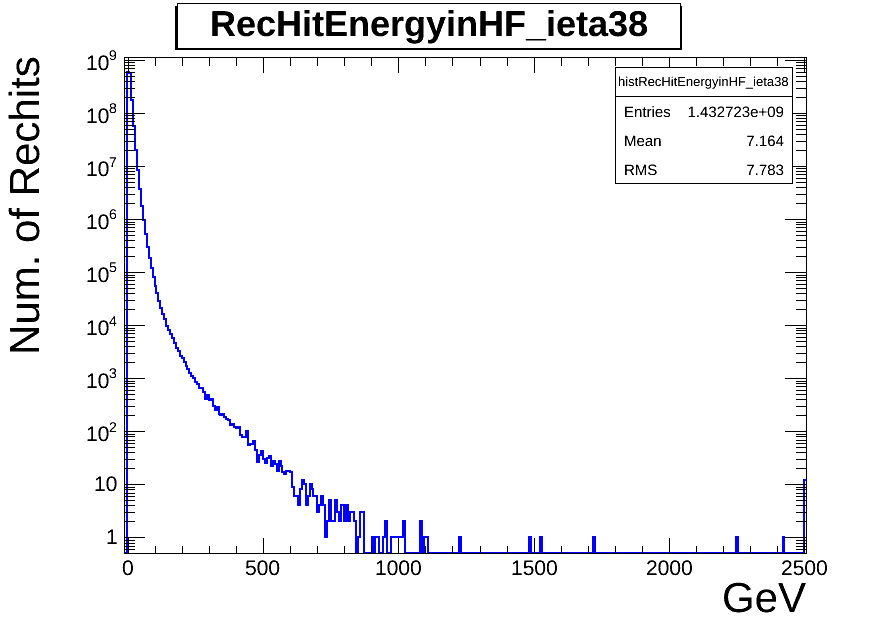 RecHitEnergyinHF_ieta38
Num. of Rechits
10^9
10^8
10^7
10^6
10^5
10^4
10^3
10^2
10
1
histRecHitEnergyinHF_ieta38
Entries 1.432723e+09
Mean 7.164
RMS 7.783
0 500 1000 1500 2000 2500
GeV